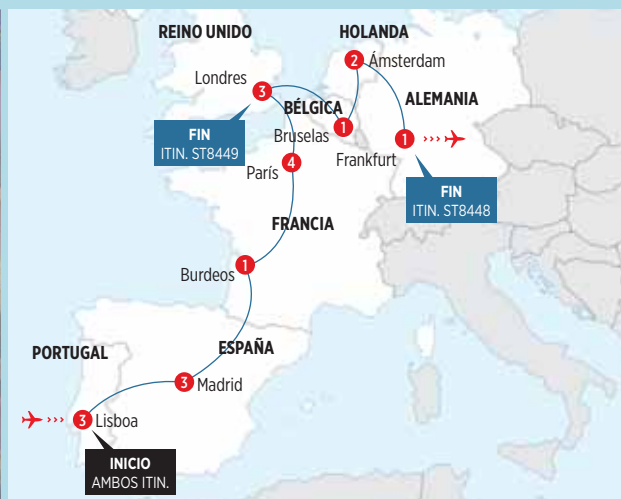 REINO UNIDO
HOLANDA
2 Ámsterdam
Londres
3
ALEMANIA
BÉLGICA
FIN
ITIN. ST8449
Bruselas
1
1
Frankfurt
4
París
FIN
ITIN. ST8448
FRANCIA
1
Burdeos
ESPAÑA
PORTUGAL
3 Madrid
3 Lisboa
INICIO
AMBOS ITIN.